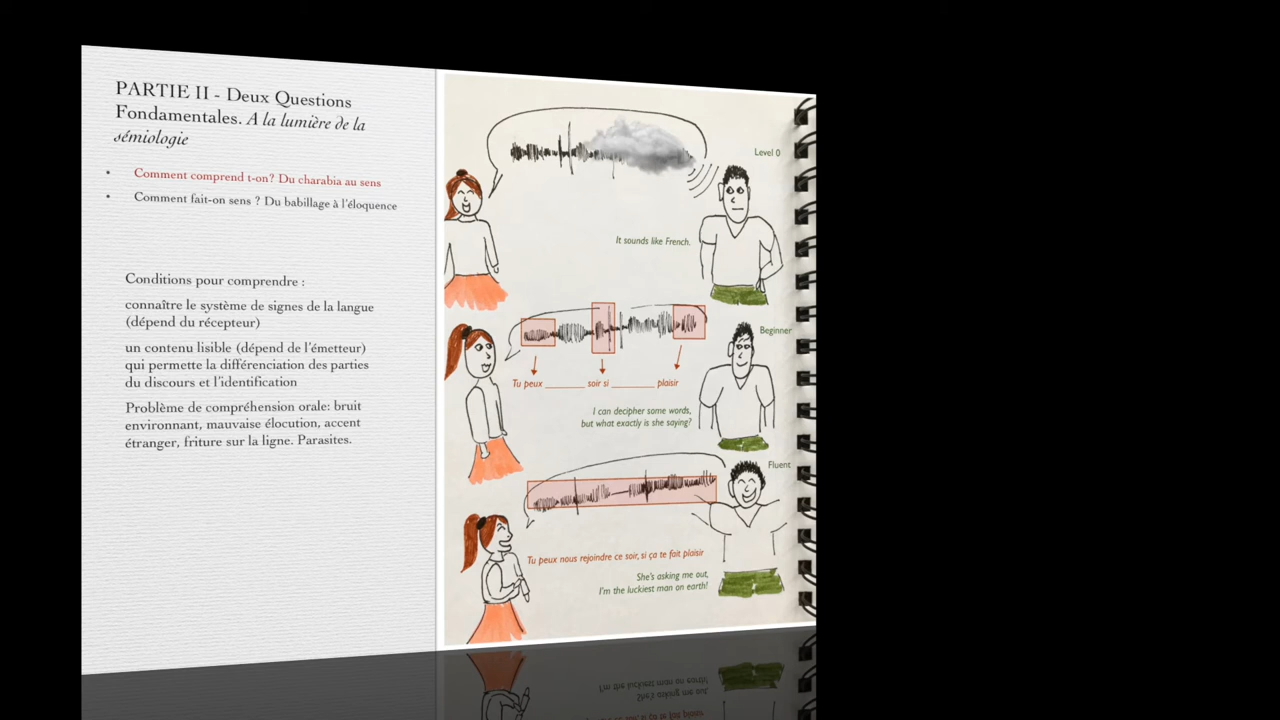 PARTIE II - Deux Questions
Fondamentales. A la lumière de la
sémiologie
• Comment comprend t-on? Du charabia au sens
• Comment fait-on sens ? Du babillage à l'éloquence
Conditions pour comprendre :
connaître le système de signes de la langue
(dépend du récepteur)
un contenu lisible (dépend de l'émetteur)
qui permette la différenciation des parties
du discours et l'identification
Problème de compréhension orale: bruit
environnant, mauvaise élocution, accent
étranger, friture sur la ligne. Parasites.
Level 0
It sounds like French.
Beginner
Tu peux ________ soir si ________ plaisir
I can decipher some words,
but what exactly is she saying?
Fluent
Tu peux nous rejoindre ce soir, si ça te fait plaisir
She's asking me out,
I'm the luckiest man on earth!